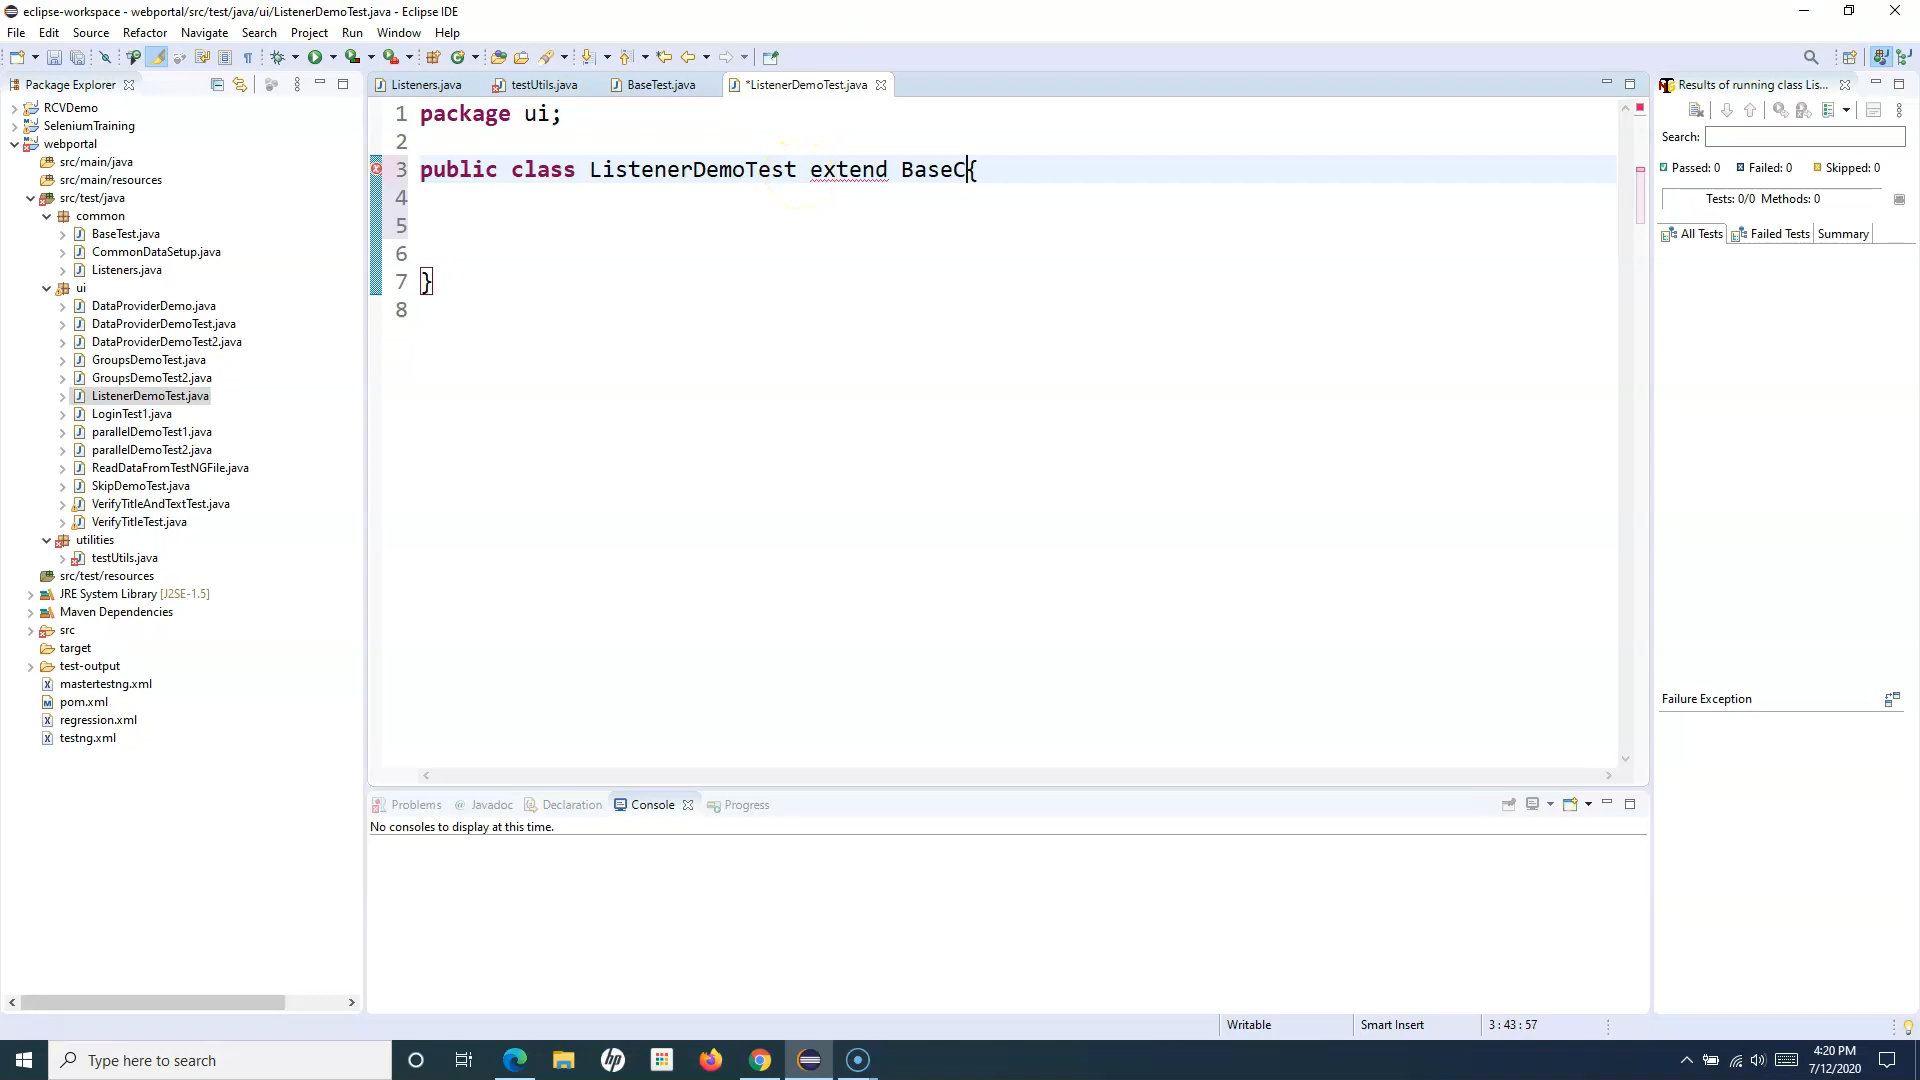 eclipse-workspace - webportal/src/test/java/ui/ListenerDemoTest.java - Eclipse IDE
File Edit Source Refactor Navigate Search Project Run Window Help
Package Explorer
RCVDemo
SeleniumTraining
webportal
src/main/java
src/main/resources
src/test/java
common
BaseTest.java
CommonDataSetup.java
Listeners.java
ui
DataProviderDemo.java
DataProviderDemoTest.java
DataProviderDemoTest2.java
GroupsDemoTest.java
GroupsDemoTest2.java
ListenerDemoTest.java
LoginTest1.java
parallelDemoTest1.java
parallelDemoTest2.java
ReadDataFromTestNGFile.java
SkipDemoTest.java
VerifyTitleAndTextTest.java
VerifyTitleTest.java
utilities
testUtils.java
src/test/resources
JRE System Library [J2SE-1.5]
Maven Dependencies
src
target
test-output
mastertestng.xml
pom.xml
regression.xml
testng.xml
Listeners.java testUtils.java BaseTest.java *ListenerDemoTest.java
1 package ui;
2
3 public class ListenerDemoTest extend BaseC{
4
5
6
7 }
8
Problems Javadoc Declaration Console Progress
No consoles to display at this time.
Results of running class Lis...
Search:
Passed: 0 Failed: 0 Skipped: 0
Tests: 0/0 Methods: 0
All Tests Failed Tests Summary
Failure Exception
Writable Smart Insert 3 : 43 : 57
Type here to search
4:20 PM
7/12/2020